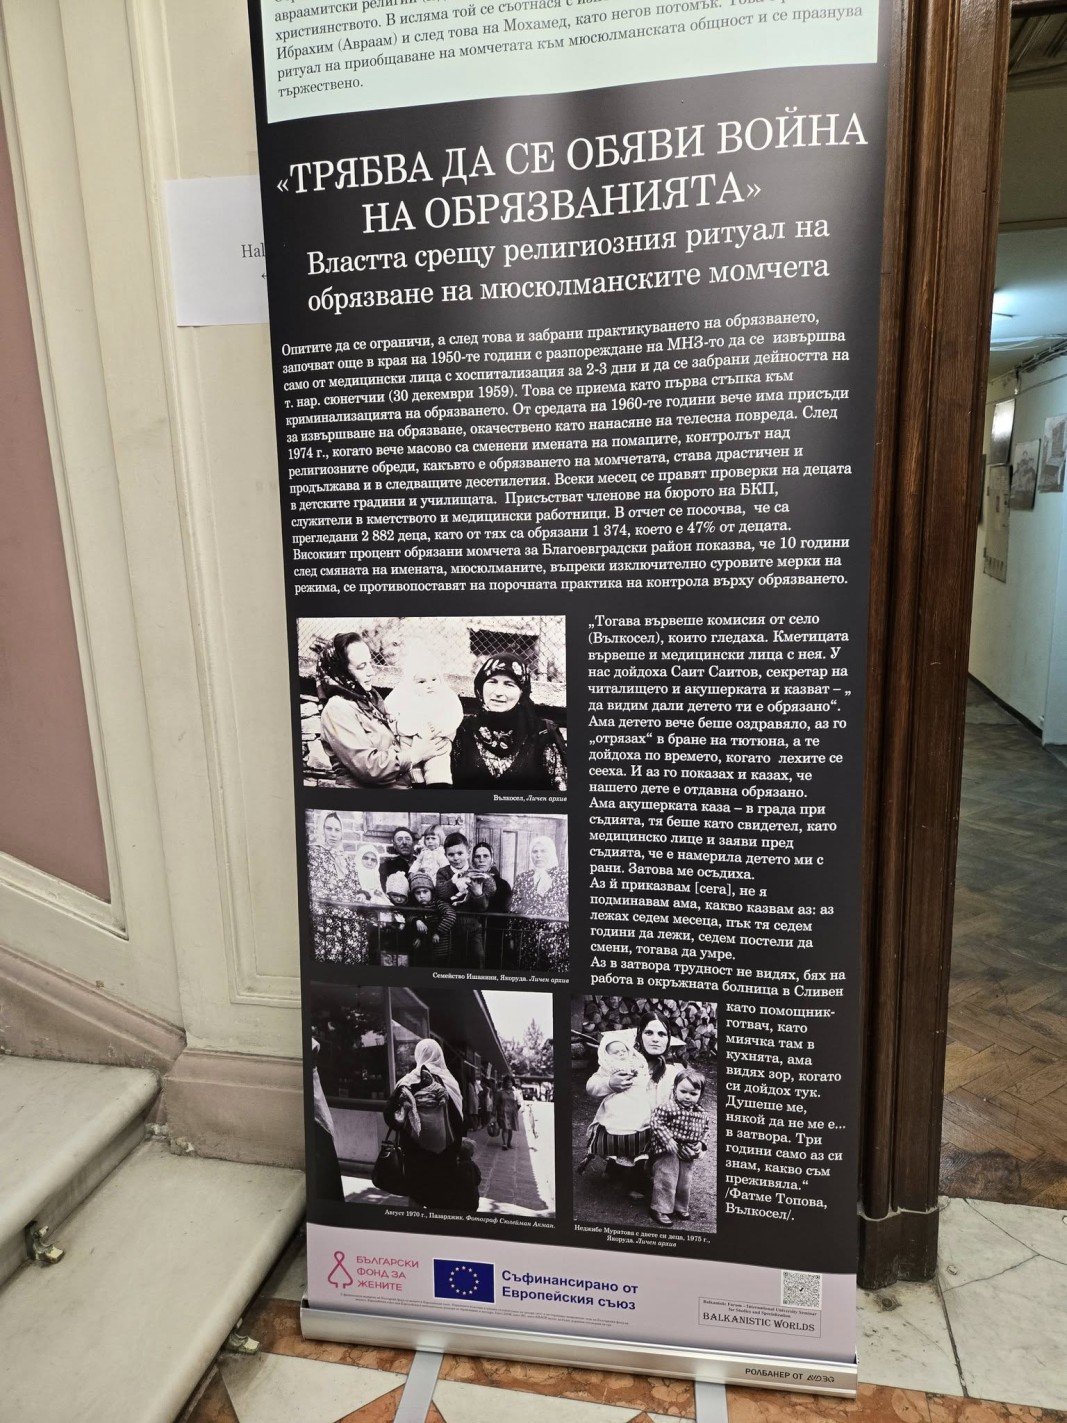 християнството. В исляма той се съотнася с
Ибрахим (Авраам) и след това на Мохамед, като негов потомък.
ритуал на приобщаване на момчетата към мюсюлманската общност и се празнува
тържествено.
Hal
←
«ТРЯБВА ДА СЕ ОБЯВИ ВОЙНА
НА ОБРЯЗВАНИЯТА»
Властта срещу религиозния ритуал на
обрязване на мюсюлманските момчета
Опитите да се ограничи, а след това и забрани практикуването на обрязването,
започват още в края на 1950-те години с разпореждане на МНЗ-то да се извършва
само от медицински лица с хоспитализация за 2-3 дни и да се забрани дейността на
т. нар. сюнетчии (30 декември 1959). Това се приема като първа стъпка към
криминализацията на обрязването. От средата на 1960-те години вече има присъди
за извършване на обрязване, окачествено като нанасяне на телесна повреда. След
1974 г., когато вече масово са сменени имената на помаците, контролът над
религиозните обреди, какъвто е обрязването на момчетата, става драстичен и
продължава и в следващите десетилетия. Всеки месец се правят проверки на децата
в детските градини и училищата. Присъстват членове на бюрото на БКП,
служители в кметството и медицински работници. В отчет се посочва, че са
прегледани 2 882 деца, като от тях са обрязани 1 374, което е 47% от децата.
Високият процент обрязани момчета за Благоевградски район показва, че 10 години
след смяната на имената, мюсюлманите, въпреки изключително суровите мерки на
режима, се противопоставят на порочната практика на контрола върху обрязването.
„Тогава вървеше комисия от село
(Вълкосел), които гледаха. Кметицата
вървеше и медицински лица с нея. У
нас дойдоха Саит Саитов, секретар на
читалището и акушерката и казват – „
да видим дали детето ти е обрязано“.
Ама детето вече беше оздравяло, аз го
„отрязах“ в бране на тютюна, а те
дойдоха по времето, когато лехите се
сееха. И аз го показах и казах, че
нашето дете е отдавна обрязано.
Ама акушерката каза – в града при
съдията, тя беше като свидетел, като
медицинско лице и заяви пред
съдията, че е намерила детето ми с
рани. Затова ме осъдиха.
Аз й приказвам [сега], не я
подминавам ама, какво казвам аз: аз
лежах седем месеца, пък тя седем
години да лежи, седем постели да
смени, тогава да умре.
Аз в затвора трудност не видях, бях на
работа в окръжната болница в Сливен
като помощник-
готвач, като
миячка там в
кухнята, ама
видях зор, когато
си дойдох тук.
Душеше ме,
някой да не ме е...
в затвора. Три
години само аз си
знам, какво съм
преживяла.“
/Фатме Топова,
Вълкосел/.
Вълкосел, Личен архив
Семейство Ишанини, Якоруда. Личен архив
Август 1970 г., Пазарджик. Фотограф Сюлейман Акман.
Неджибе Муратова с двете си деца, 1975 г.,
Якоруда. Личен архив
БЪЛГАРСКИ
ФОНД ЗА
ЖЕНИТЕ
Съфинансирано от
Европейския съюз
Balkanistic Forum – International University Seminar
for Studies and Specialization
BALKANISTIC WORLDS
РОЛБАНЕР ОТ